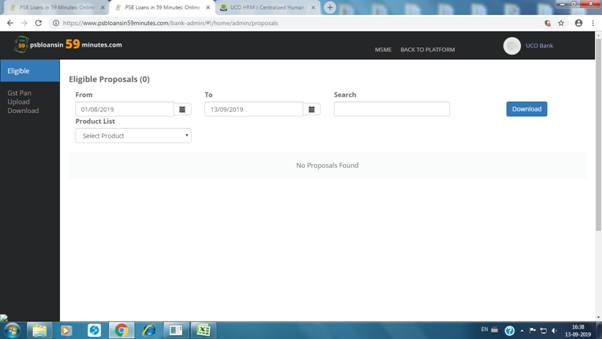 PSB Loans in 59 Minutes: Online
PSB Loans in 59 Minutes: Online
UCO HRM : Centralised Human
https://www.psbloansin59minutes.com/bank-admin/#!/home/admin/proposals
psbloansin 59 minutes.com
MSME BACK TO PLATFORM UCO Bank
Eligible
Gst Pan
Upload
Download
Eligible Proposals (0)
From To Search
01/08/2019 13/09/2019 Download
Product List
Select Product
No Proposals Found
EN 16:38
13-09-2019